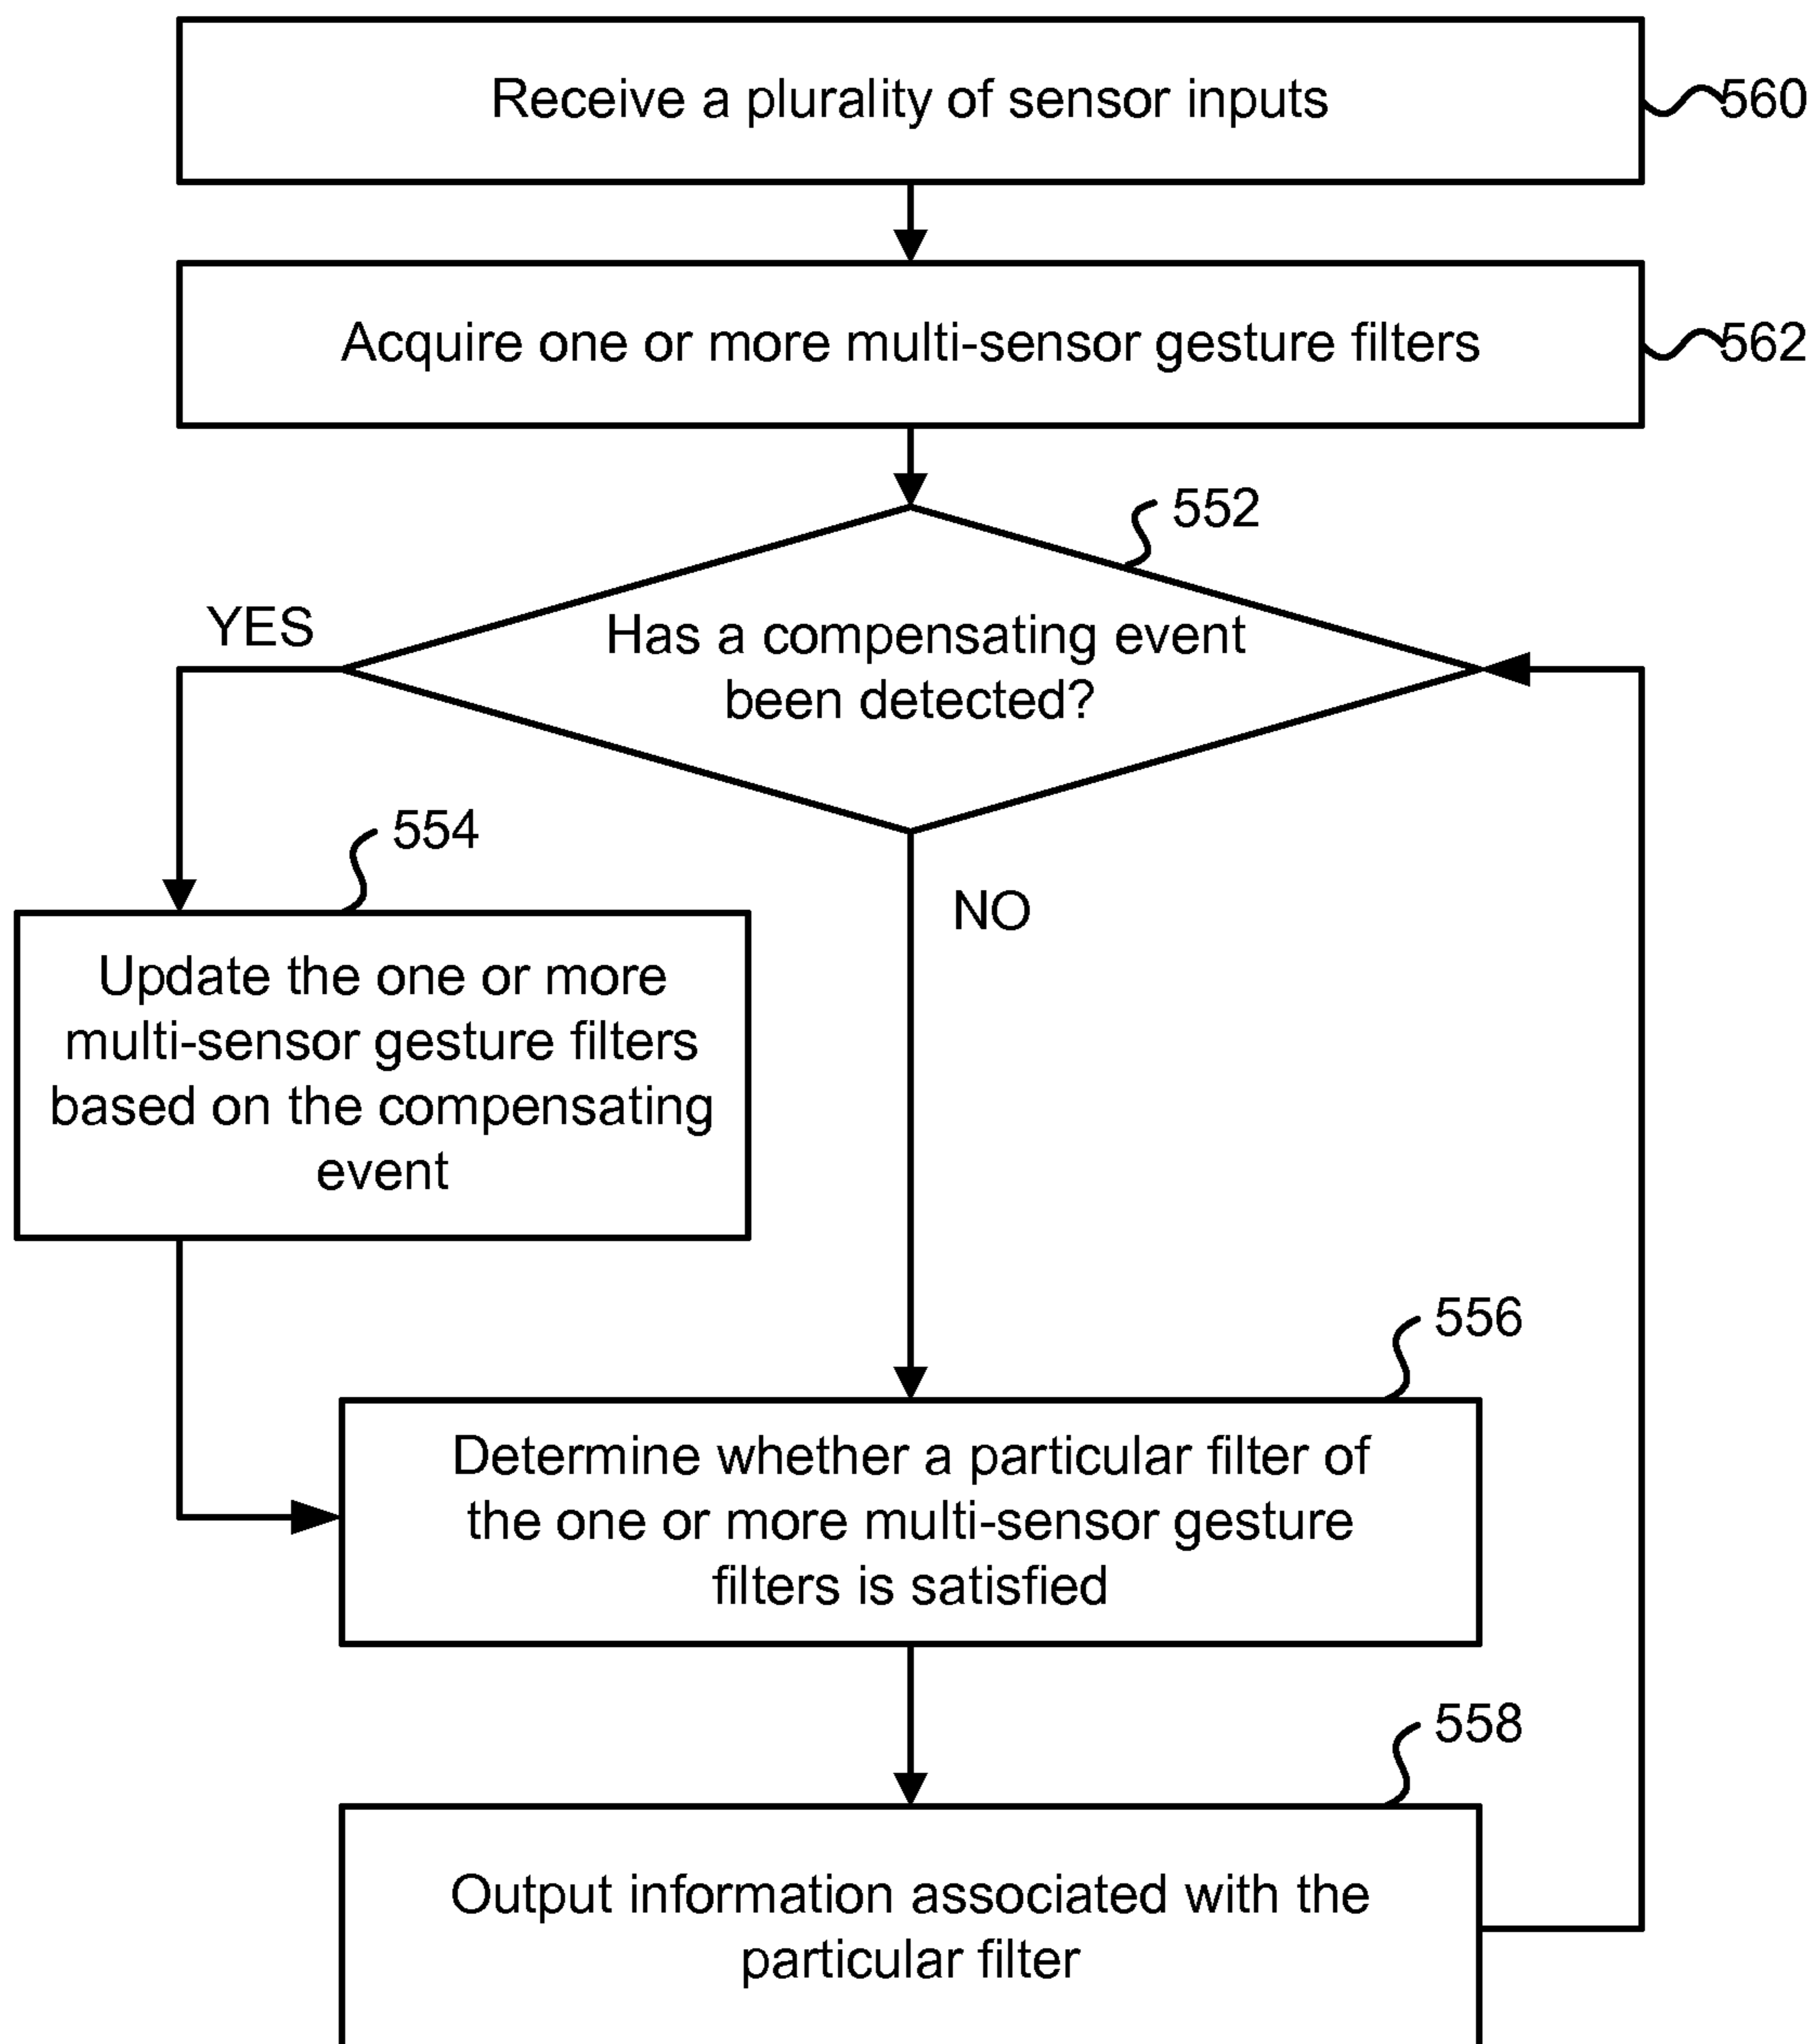 Receive a plurality of sensor inputs
560
Acquire one or more multi-sensor gesture filters
562
552
Has a compensating event
been detected?
YES
NO
554
Update the one or more
multi-sensor gesture filters
based on the compensating
event
556
Determine whether a particular filter of
the one or more multi-sensor gesture
filters is satisfied
558
Output information associated with the
particular filter